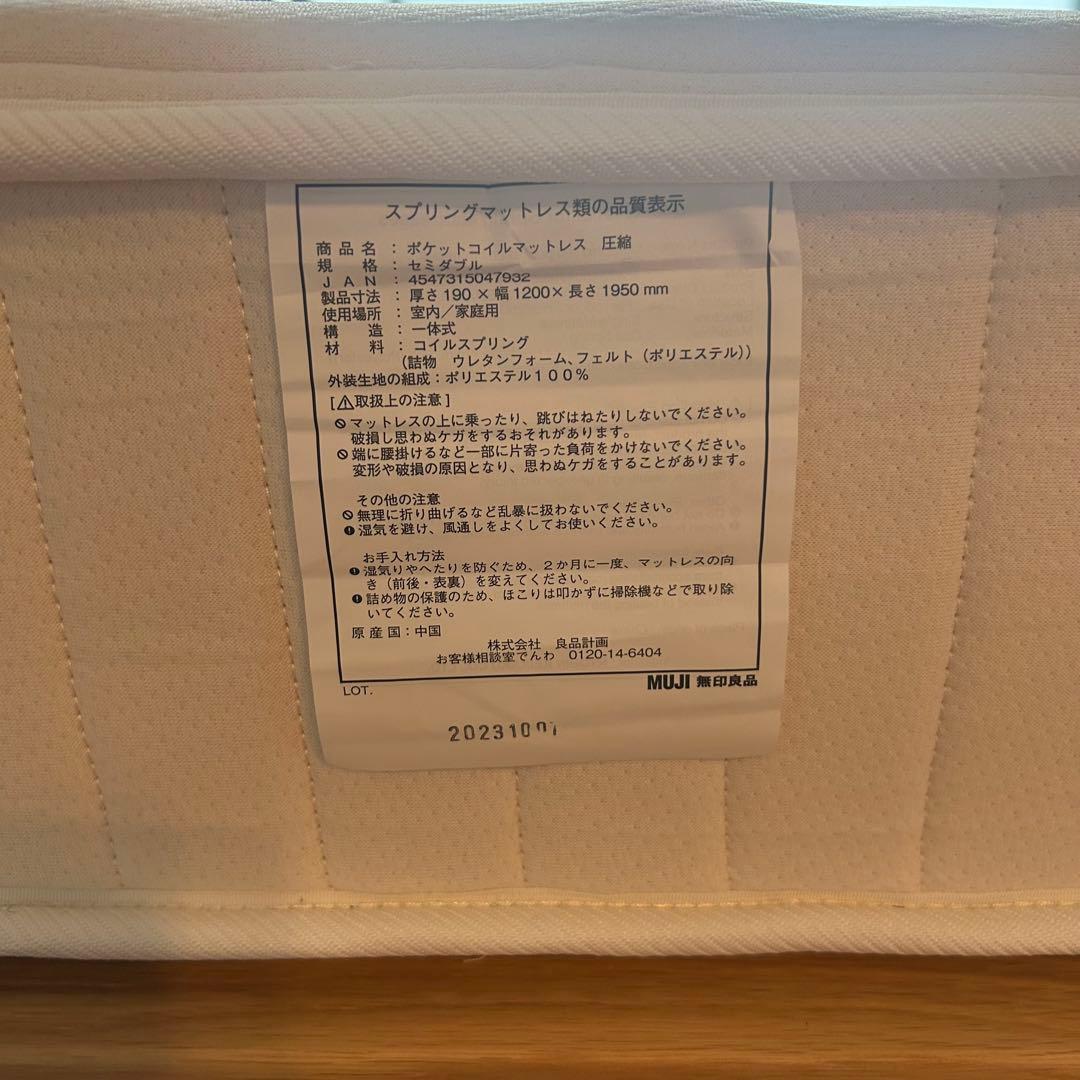 スプリングマットレス類の品質表示
商品名：ポケットコイルマットレス 圧縮
規格：セミダブル
JAN：4547315047932
製品寸法：厚さ190×幅1200×長さ1950mm
使用場所：室内／家庭用
構造：一体式
材料：コイルスプリング
（詰物 ウレタンフォーム、フェルト（ポリエステル））
外装生地の組成：ポリエステル100%
[⚠取扱上の注意]
🚫マットレスの上に乗ったり、跳びはねたりしないでください。
破損し思わぬケガをするおそれがあります。
🚫端に腰掛けるなど一部に片寄った負荷をかけないでください。
変形や破損の原因となり、思わぬケガをすることがあります。
その他の注意
🚫無理に折り曲げるなど乱暴に扱わないでください。
❗湿気を避け、風通しをよくしてお使いください。
お手入れ方法
❗湿気りやへたりを防ぐため、2か月に一度、マットレスの向
き（前後・表裏）を変えてください。
❗詰め物の保護のため、ほこりは叩かずに掃除機などで取り除
いてください。
原産国：中国
株式会社 良品計画
お客様相談室でんわ 0120-14-6404
LOT.
MUJI 無印良品